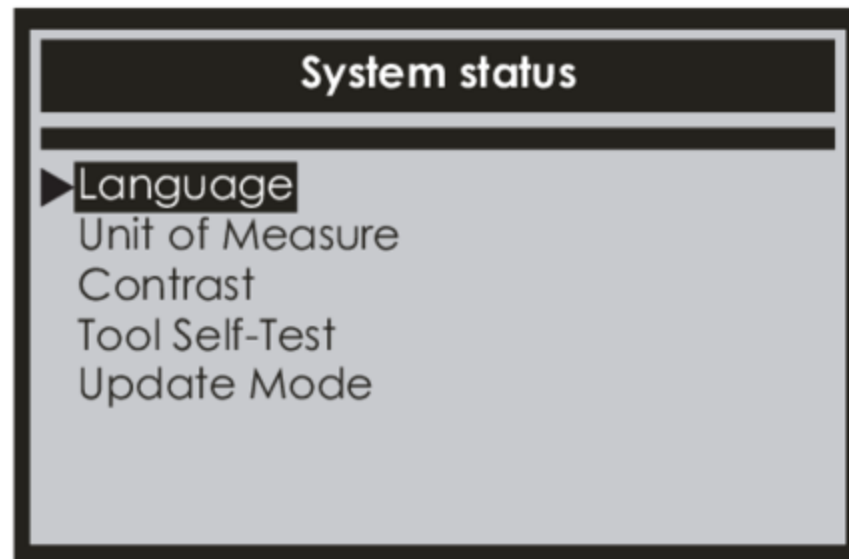 System status
Language
Unit of Measure
Contrast
Tool Self-Test
Update Mode